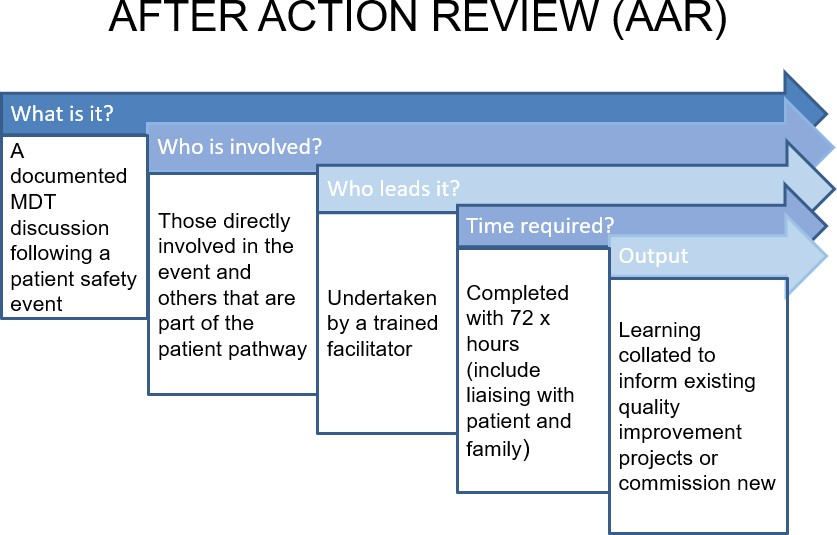 AFTER ACTION REVIEW (AAR)
What is it?
A
documented
MDT
discussion
following a
patient safety
event
Who is involved?
Those directly
involved in the
event and
others that are
part of the
patient pathway
Who leads it?
Undertaken
by a trained
facilitator
Time required?
Completed
with 72 x
hours
(include
liaising with
patient and
family)
Output
Learning
collated to
inform existing
quality
improvement
projects or
commission new